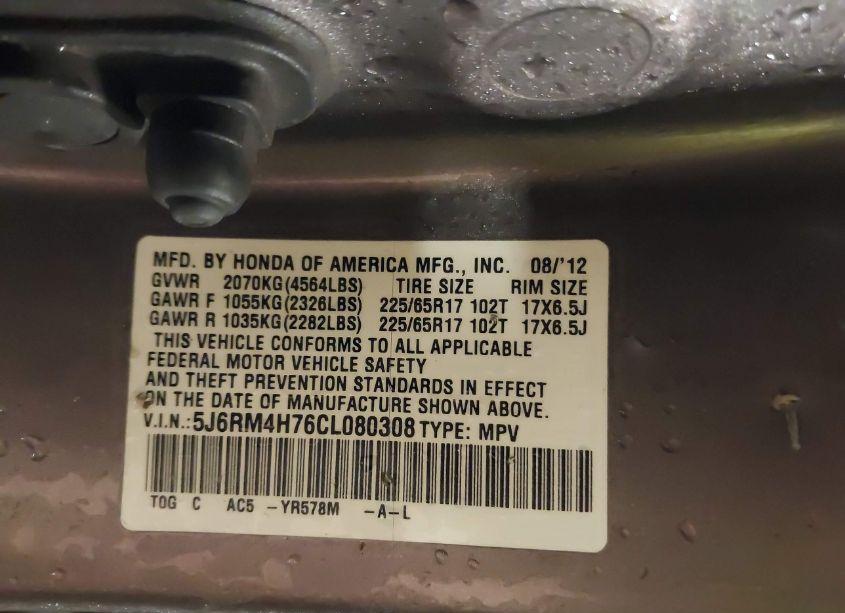 MFD. BY HONDA OF AMERICA MFG., INC. 08/'12
GVWR 2070KG(4564LBS) TIRE SIZE RIM SIZE
GAWR F 1055KG(2326LBS) 225/65R17 102T 17X6.5J
GAWR R 1035KG(2282LBS) 225/65R17 102T 17X6.5J
THIS VEHICLE CONFORMS TO ALL APPLICABLE
FEDERAL MOTOR VEHICLE SAFETY
AND THEFT PREVENTION STANDARDS IN EFFECT
ON THE DATE OF MANUFACTURE SHOWN ABOVE.
V.I.N.:5J6RM4H76CL080308 TYPE: MPV
TOG C AC5 -YR578M -A-L